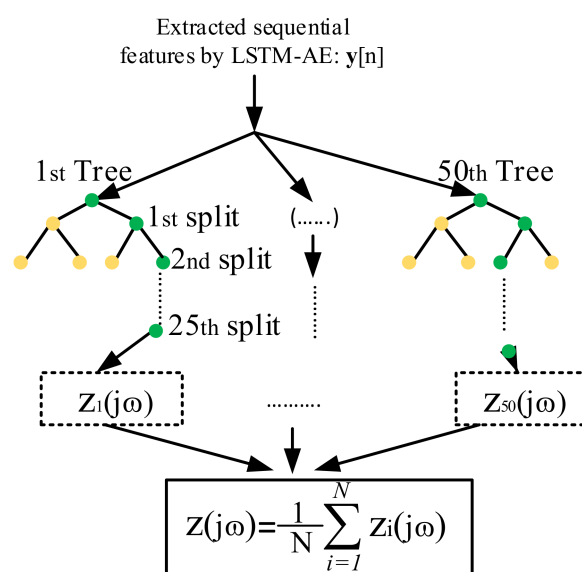 Extracted sequential
features by LSTM-AE: y[n]
1st Tree
50th Tree
1st split
(......)
2nd split
25th split
Z1(jω)
..........
Z50(jω)
Z(jω)=1/N ∑_{i=1}^{N} Zi(jω)